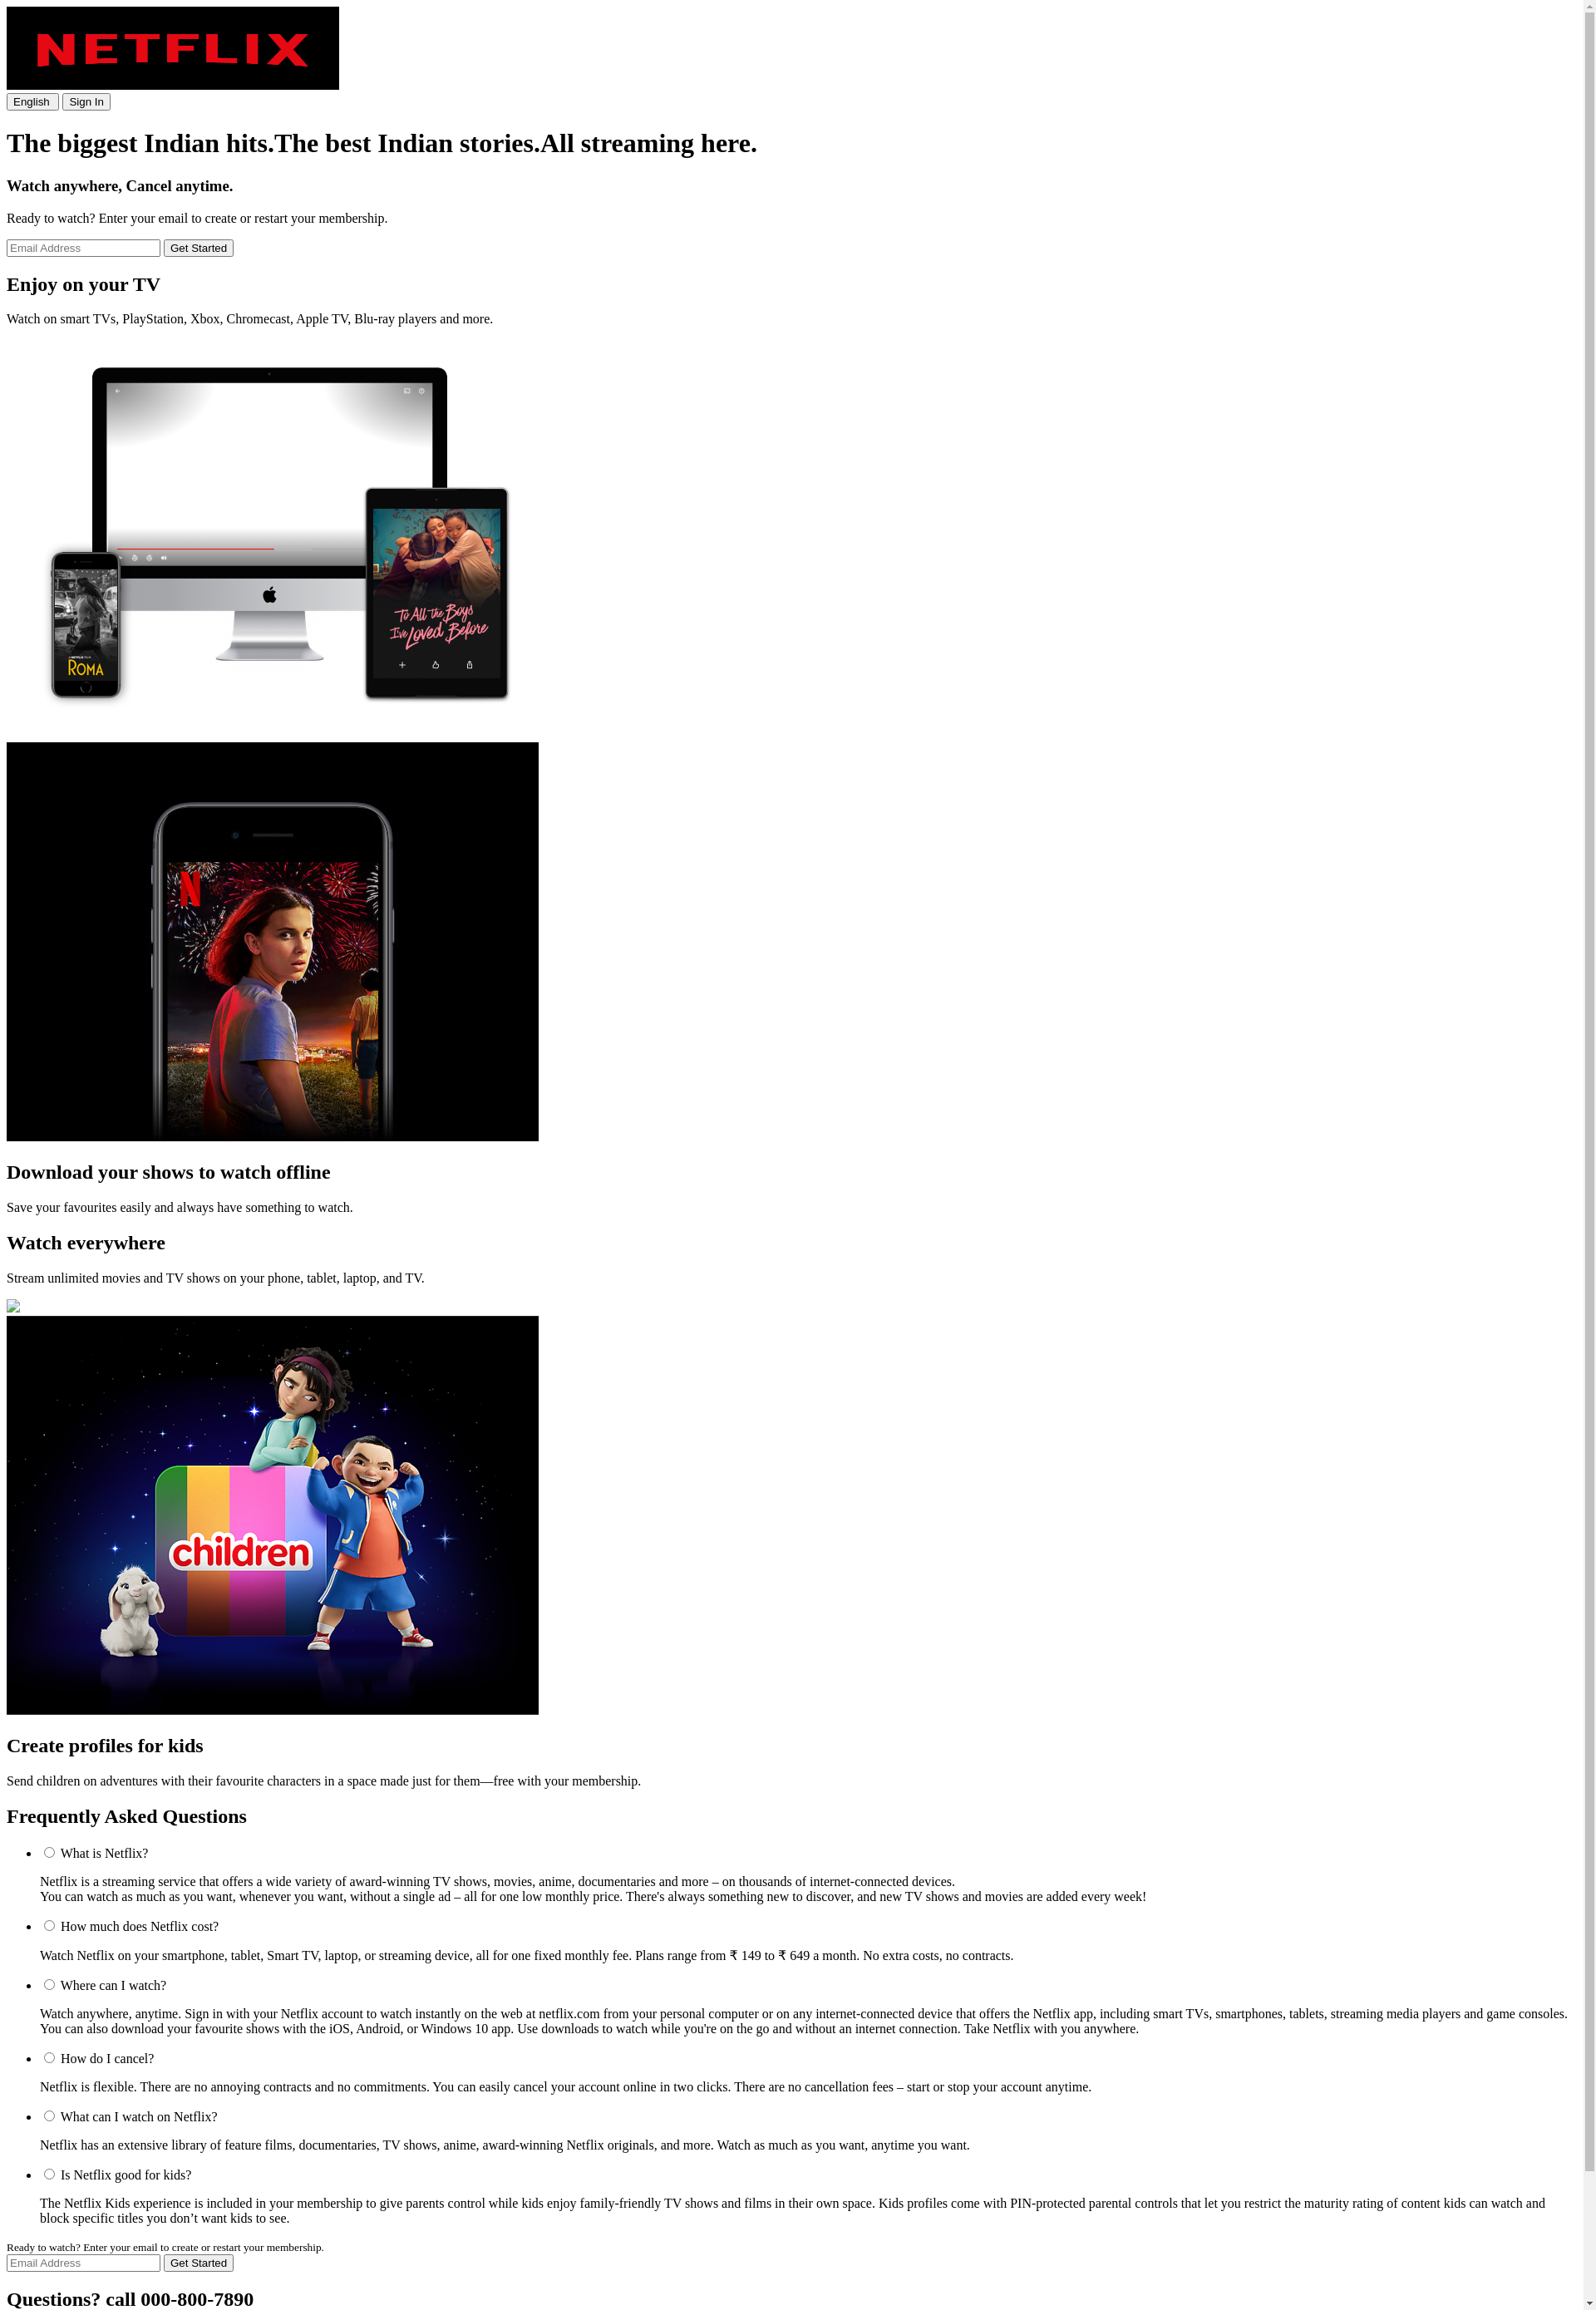 NETFLIX
English Sign In
The biggest Indian hits.The best Indian stories.All streaming here.
Watch anywhere, Cancel anytime.
Ready to watch? Enter your email to create or restart your membership.
Email Address Get Started
Enjoy on your TV
Watch on smart TVs, PlayStation, Xbox, Chromecast, Apple TV, Blu-ray players and more.
To All The Boys
I've Loved Before
ROMA
N
Download your shows to watch offline
Save your favourites easily and always have something to watch.
Watch everywhere
Stream unlimited movies and TV shows on your phone, tablet, laptop, and TV.
children
Create profiles for kids
Send children on adventures with their favourite characters in a space made just for them—free with your membership.
Frequently Asked Questions
What is Netflix?
Netflix is a streaming service that offers a wide variety of award-winning TV shows, movies, anime, documentaries and more – on thousands of internet-connected devices.
You can watch as much as you want, whenever you want, without a single ad – all for one low monthly price. There's always something new to discover, and new TV shows and movies are added every week!
How much does Netflix cost?
Watch Netflix on your smartphone, tablet, Smart TV, laptop, or streaming device, all for one fixed monthly fee. Plans range from ₹ 149 to ₹ 649 a month. No extra costs, no contracts.
Where can I watch?
Watch anywhere, anytime. Sign in with your Netflix account to watch instantly on the web at netflix.com from your personal computer or on any internet-connected device that offers the Netflix app, including smart TVs, smartphones, tablets, streaming media players and game consoles.
You can also download your favourite shows with the iOS, Android, or Windows 10 app. Use downloads to watch while you're on the go and without an internet connection. Take Netflix with you anywhere.
How do I cancel?
Netflix is flexible. There are no annoying contracts and no commitments. You can easily cancel your account online in two clicks. There are no cancellation fees – start or stop your account anytime.
What can I watch on Netflix?
Netflix has an extensive library of feature films, documentaries, TV shows, anime, award-winning Netflix originals, and more. Watch as much as you want, anytime you want.
Is Netflix good for kids?
The Netflix Kids experience is included in your membership to give parents control while kids enjoy family-friendly TV shows and films in their own space. Kids profiles come with PIN-protected parental controls that let you restrict the maturity rating of content kids can watch and
block specific titles you don’t want kids to see.
Ready to watch? Enter your email to create or restart your membership.
Email Address Get Started
Questions? call 000-800-7890